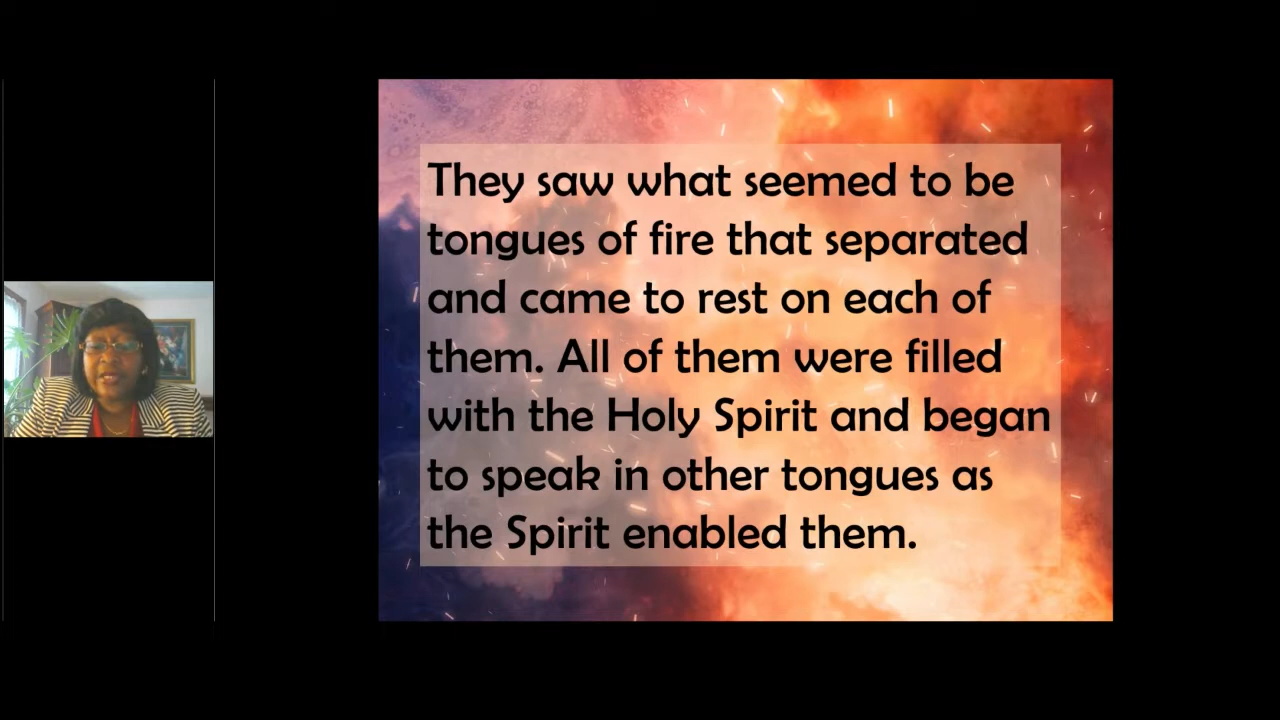 They saw what seemed to be
tongues of fire that separated
and came to rest on each of
them. All of them were filled
with the Holy Spirit and began
to speak in other tongues as
the Spirit enabled them.